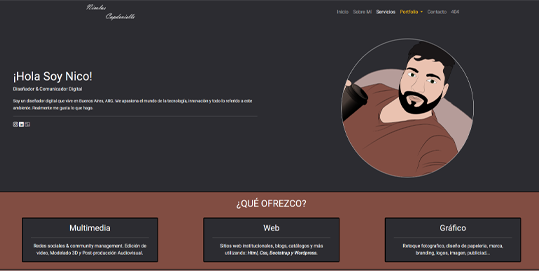 Nicolas
Capdevielle
Inicio Sobre Mi Servicios Portfolio Contacto 404
¡Hola Soy Nico!
Diseñador & Comunicador Digital
Soy un diseñador digital que vive en Buenos Aires, ARG. Me apasiona el mundo de la tecnología, innovación y todo lo referido a este
ambiente. Realmente me gusta lo que hago.
¿QUÉ OFREZCO?
Multimedia
Redes sociales & community management. Edición de
video, Modelado 3D y Post-producción Audiovisual.
Web
Sitios web institucionales, blogs, catálogos y más
utilizando: Html, Css, Bootstrap y Wordpress.
Gráfico
Retoque fotográfico, diseño de papelería, marca,
branding, logos, imagen, publicidad...